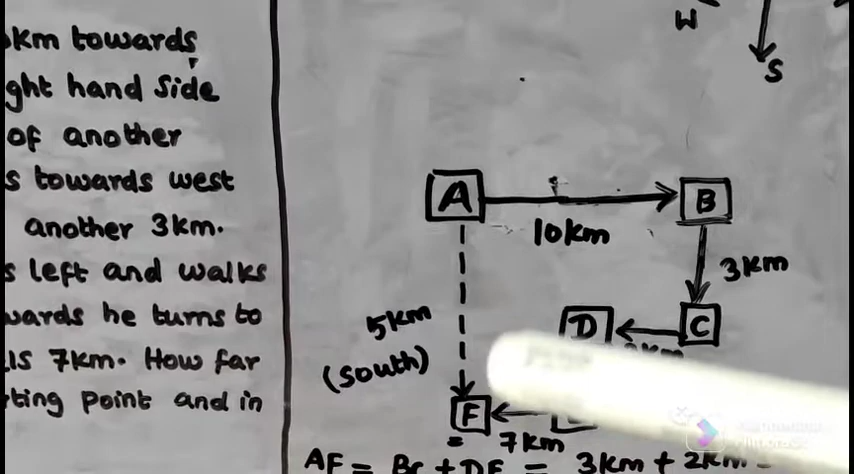 km towards
ght hand side
of another
s towards west
another 3km.
s left and walks
wards he turns to
7km. How far
ting point and in
W
S
A
B
10km
3km
D
C
5km
(south)
F
7km
AF = BC + DE = 3km + 2km